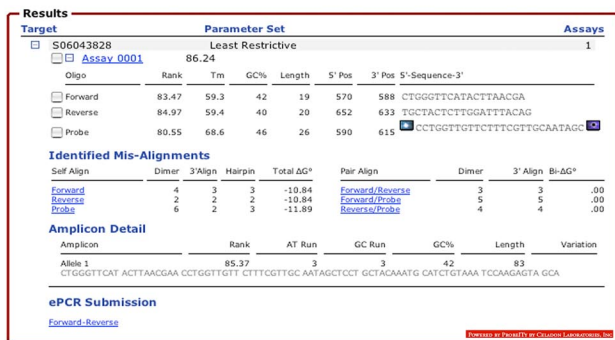 Results
Target Parameter Set Assays
S06043828 Least Restrictive 1
Assay 0001 86.24
Oligo Rank Tm GC% Length 5' Pos 3' Pos 5'-Sequence-3'
Forward 83.47 59.3 42 19 570 588 CTGGGTTCATACTTAACGA
Reverse 84.97 59.4 40 20 652 633 TGCTACTCTTGGATTTACAG
Probe 80.55 68.6 46 26 590 615 CCTGGTTGTTCTTTCGTTGCAATAGC
Identified Mis-Alignments
Self Align Dimer 3'Align Hairpin Total ΔG° Pair Align Dimer 3' Align Bi-ΔG°
Forward 4 3 3 -10.84 Forward/Reverse 3 3 .00
Reverse 2 2 2 -10.84 Forward/Probe 5 5 .00
Probe 6 2 3 -11.89 Reverse/Probe 4 4 .00
Amplicon Detail
Amplicon Rank AT Run GC Run GC% Length Variation
Allele 1 85.37 3 3 42 83
CTGGGTTCAT ACTTAACGAA CCTGGTTGTT CTTTCGTTGC AATAGCTCCT GCTACAAATG CATCTGTAAA TCCAAGAGTA GCA
ePCR Submission
Forward-Reverse
POWERED BY PROBEITY BY CELADON LABORATORIES, INC